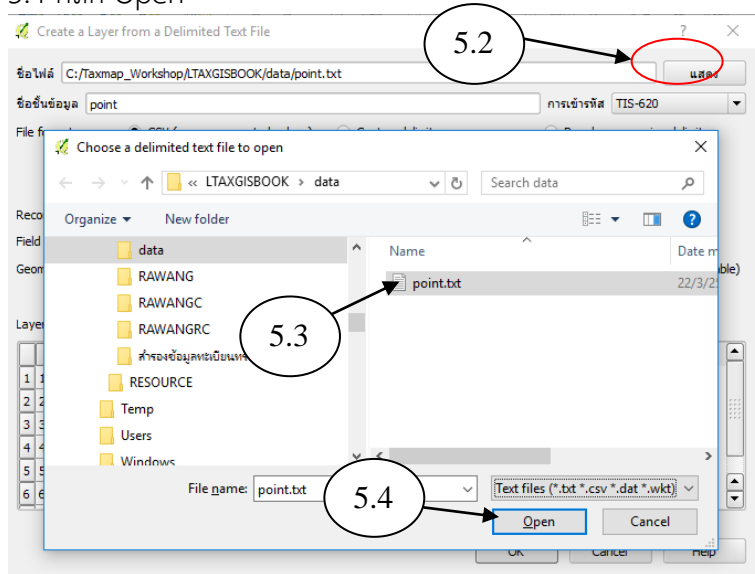 Create a Layer from a Delimited Text File
5.2
ชื่อไฟล์ C:/Taxmap_Workshop/LTAXGISBOOK/data/point.txt แสดง
ชื่อชั้นข้อมูล point การเข้ารหัส TIS-620
Choose a delimited text file to open
« LTAXGISBOOK › data Search data
Organize New folder
Name Date m
data
point.txt 22/3/2
RAWANG
RAWANGC
RAWANGRC
5.3
RESOURCE
Temp
Users
Windows
File name: point.txt Text files (*.txt *.csv *.dat *.wkt)
5.4
Open Cancel
OK Cancel Help